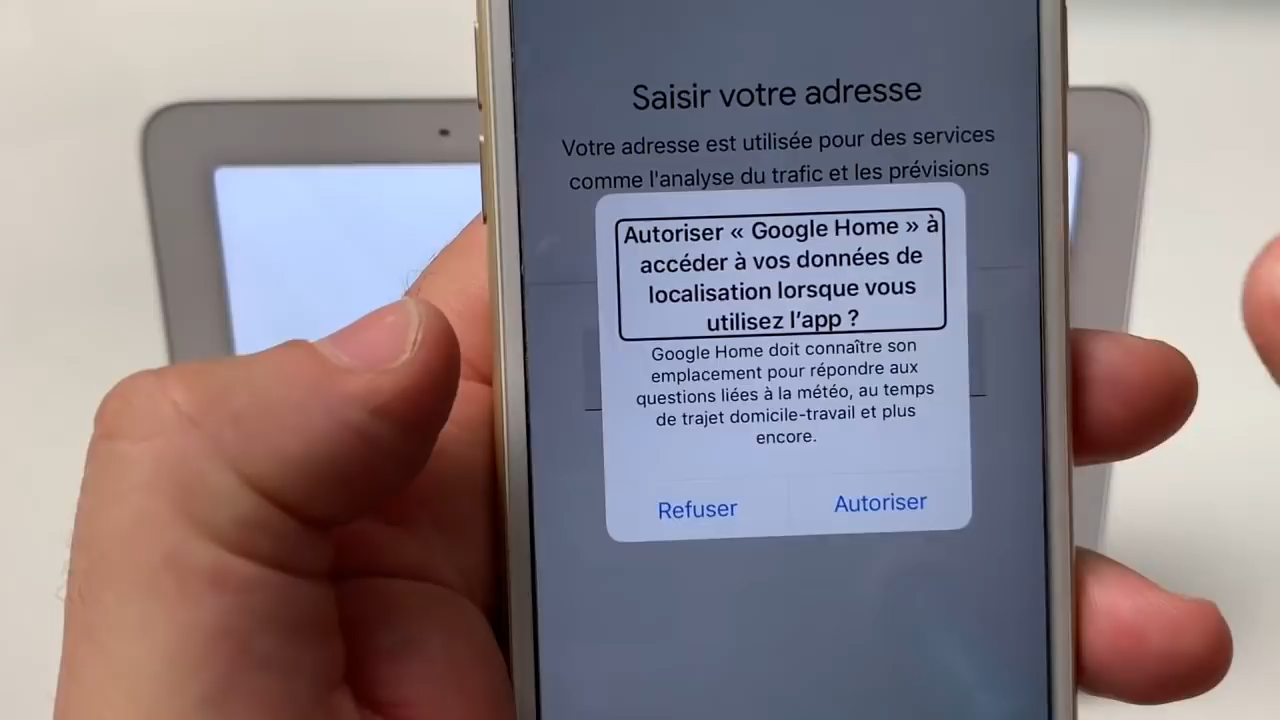 Saisir votre adresse
Votre adresse est utilisée pour des services
comme l'analyse du trafic et les prévisions
Autoriser « Google Home » à
accéder à vos données de
localisation lorsque vous
utilisez l’app ?
Google Home doit connaître son
emplacement pour répondre aux
questions liées à la météo, au temps
de trajet domicile-travail et plus
encore.
Refuser
Autoriser